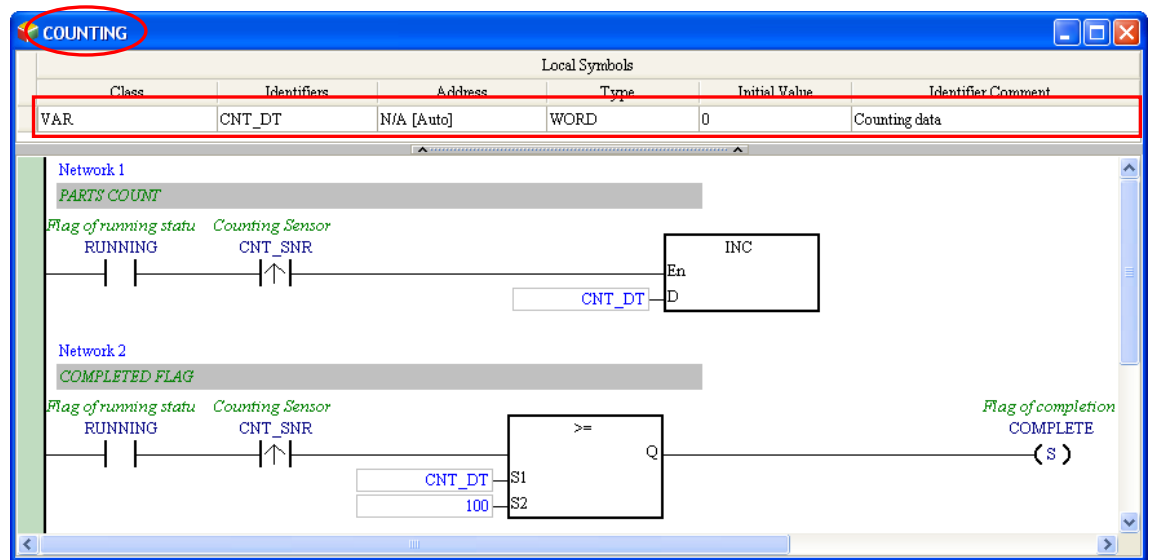 COUNTING
Local Symbols
Class Identifiers Address Type Initial Value Identifier Comment
VAR CNT_DT N/A [Auto] WORD 0 Counting data
Network 1
PARTS COUNT
Flag of running statu Counting Sensor
RUNNING CNT_SNR INC
En
CNT_DT D
Network 2
COMPLETED FLAG
Flag of running statu Counting Sensor Flag of completion
RUNNING CNT_SNR >= COMPLETE
Q S
CNT_DT S1
100 S2